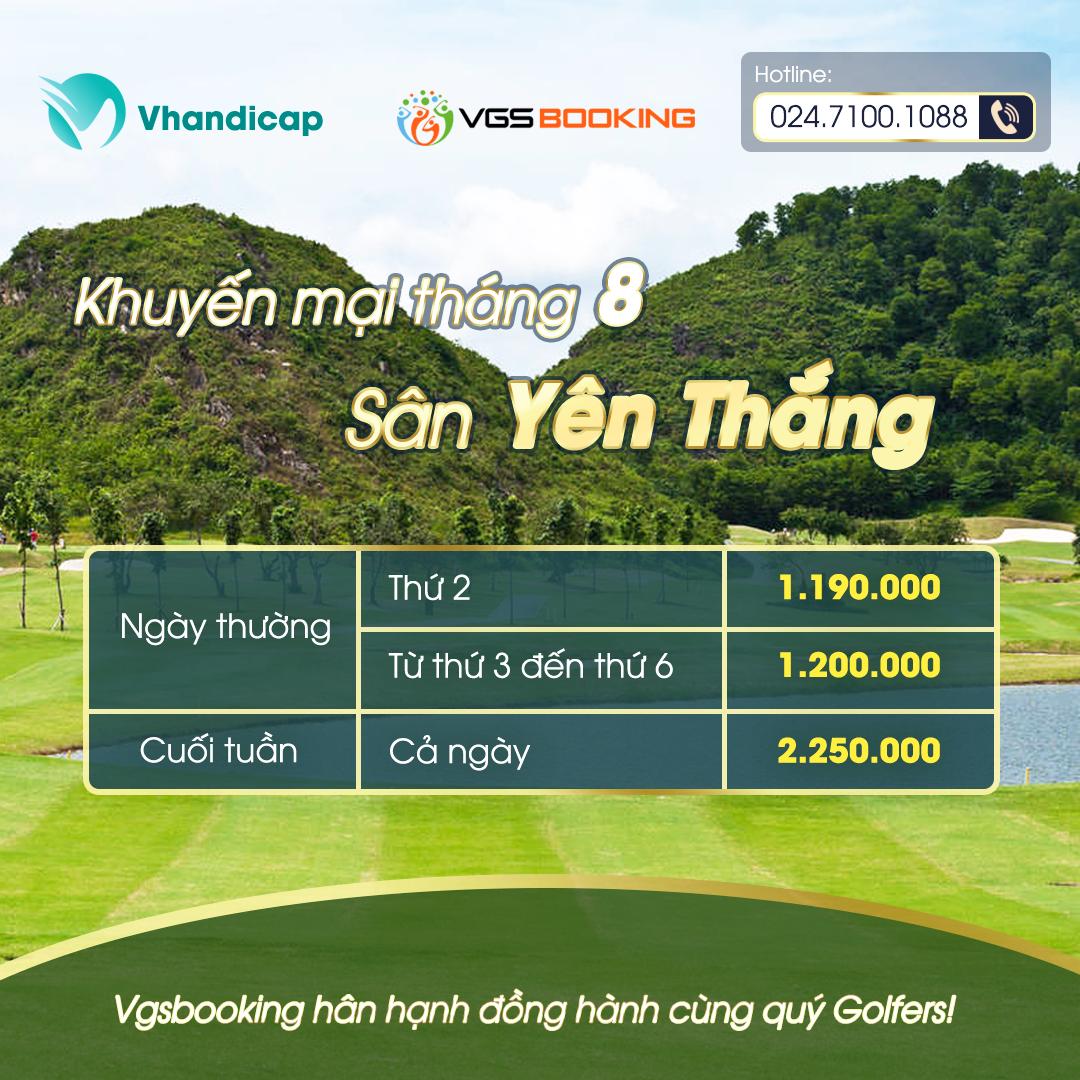 Vhandicap
VGS BOOKING
Hotline:
024.7100.1088
Khuyến mại tháng 8
Sân Yên Thắng
Ngày thường
Thứ 2
1.190.000
Từ thứ 3 đến thứ 6
1.200.000
Cuối tuần
Cả ngày
2.250.000
Vgsbooking hân hạnh đồng hành cùng quý Golfers!